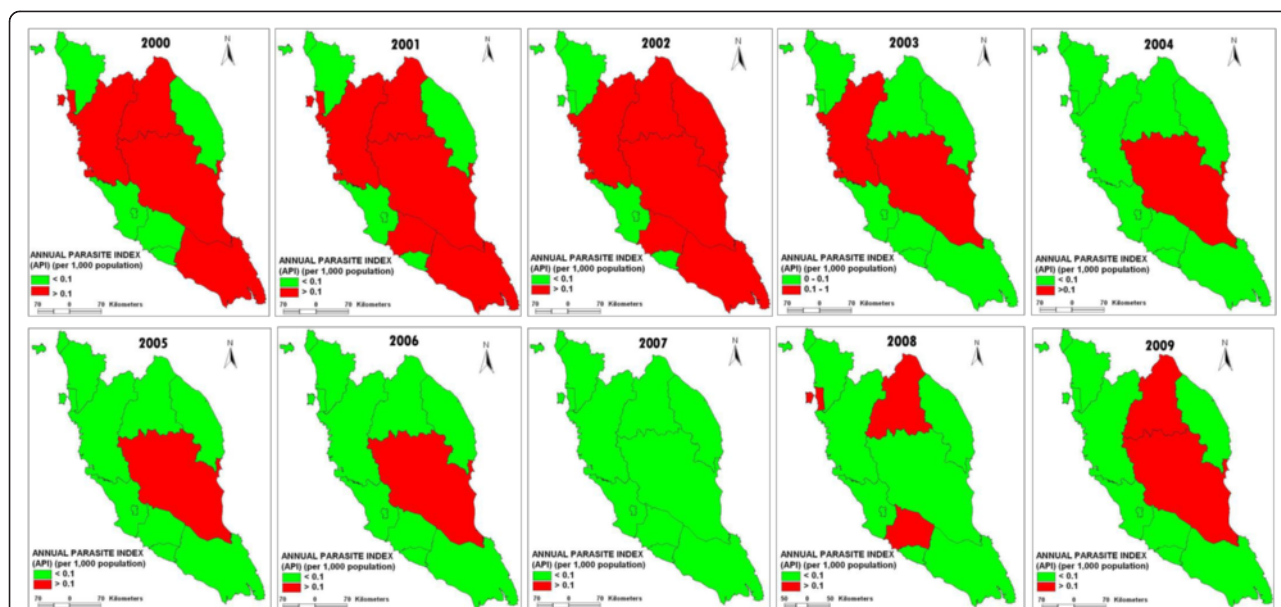 2000
N
ANNUAL PARASITE INDEX
(API) (per 1,000 population)
< 0.1
> 0.1
70 0 70 Kilometers
2001
N
ANNUAL PARASITE INDEX
(API) (per 1,000 population)
< 0.1
> 0.1
70 0 70 Kilometers
2002
N
ANNUAL PARASITE INDEX
(API) (per 1,000 population)
< 0.1
> 0.1
70 0 70 Kilometers
2003
N
ANNUAL PARASITE INDEX
(API) (per 1,000 population)
0 - 0.1
0.1 - 1
70 0 70 Kilometers
2004
N
ANNUAL PARASITE INDEX
(API) (per 1,000 population)
< 0.1
>0.1
70 0 70 Kilometers
2005
N
ANNUAL PARASITE INDEX
(API) (per 1,000 population)
< 0.1
> 0.1
70 0 70 Kilometers
2006
N
ANNUAL PARASITE INDEX
(API) (per 1,000 population)
< 0.1
> 0.1
70 0 70 Kilometers
2007
N
ANNUAL PARASITE INDEX
(API) (per 1,000 population)
< 0.1
> 0.1
70 0 70 Kilometers
2008
N
ANNUAL PARASITE INDEX
(API) (per 1,000 population)
< 0.1
> 0.1
50 0 50 Kilometers
2009
N
ANNUAL PARASITE INDEX
(API) (per 1,000 population)
< 0.1
> 0.1
70 0 70 Kilometers